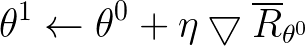 θ¹ ← θ⁰ + η ▽ R̅_θ⁰